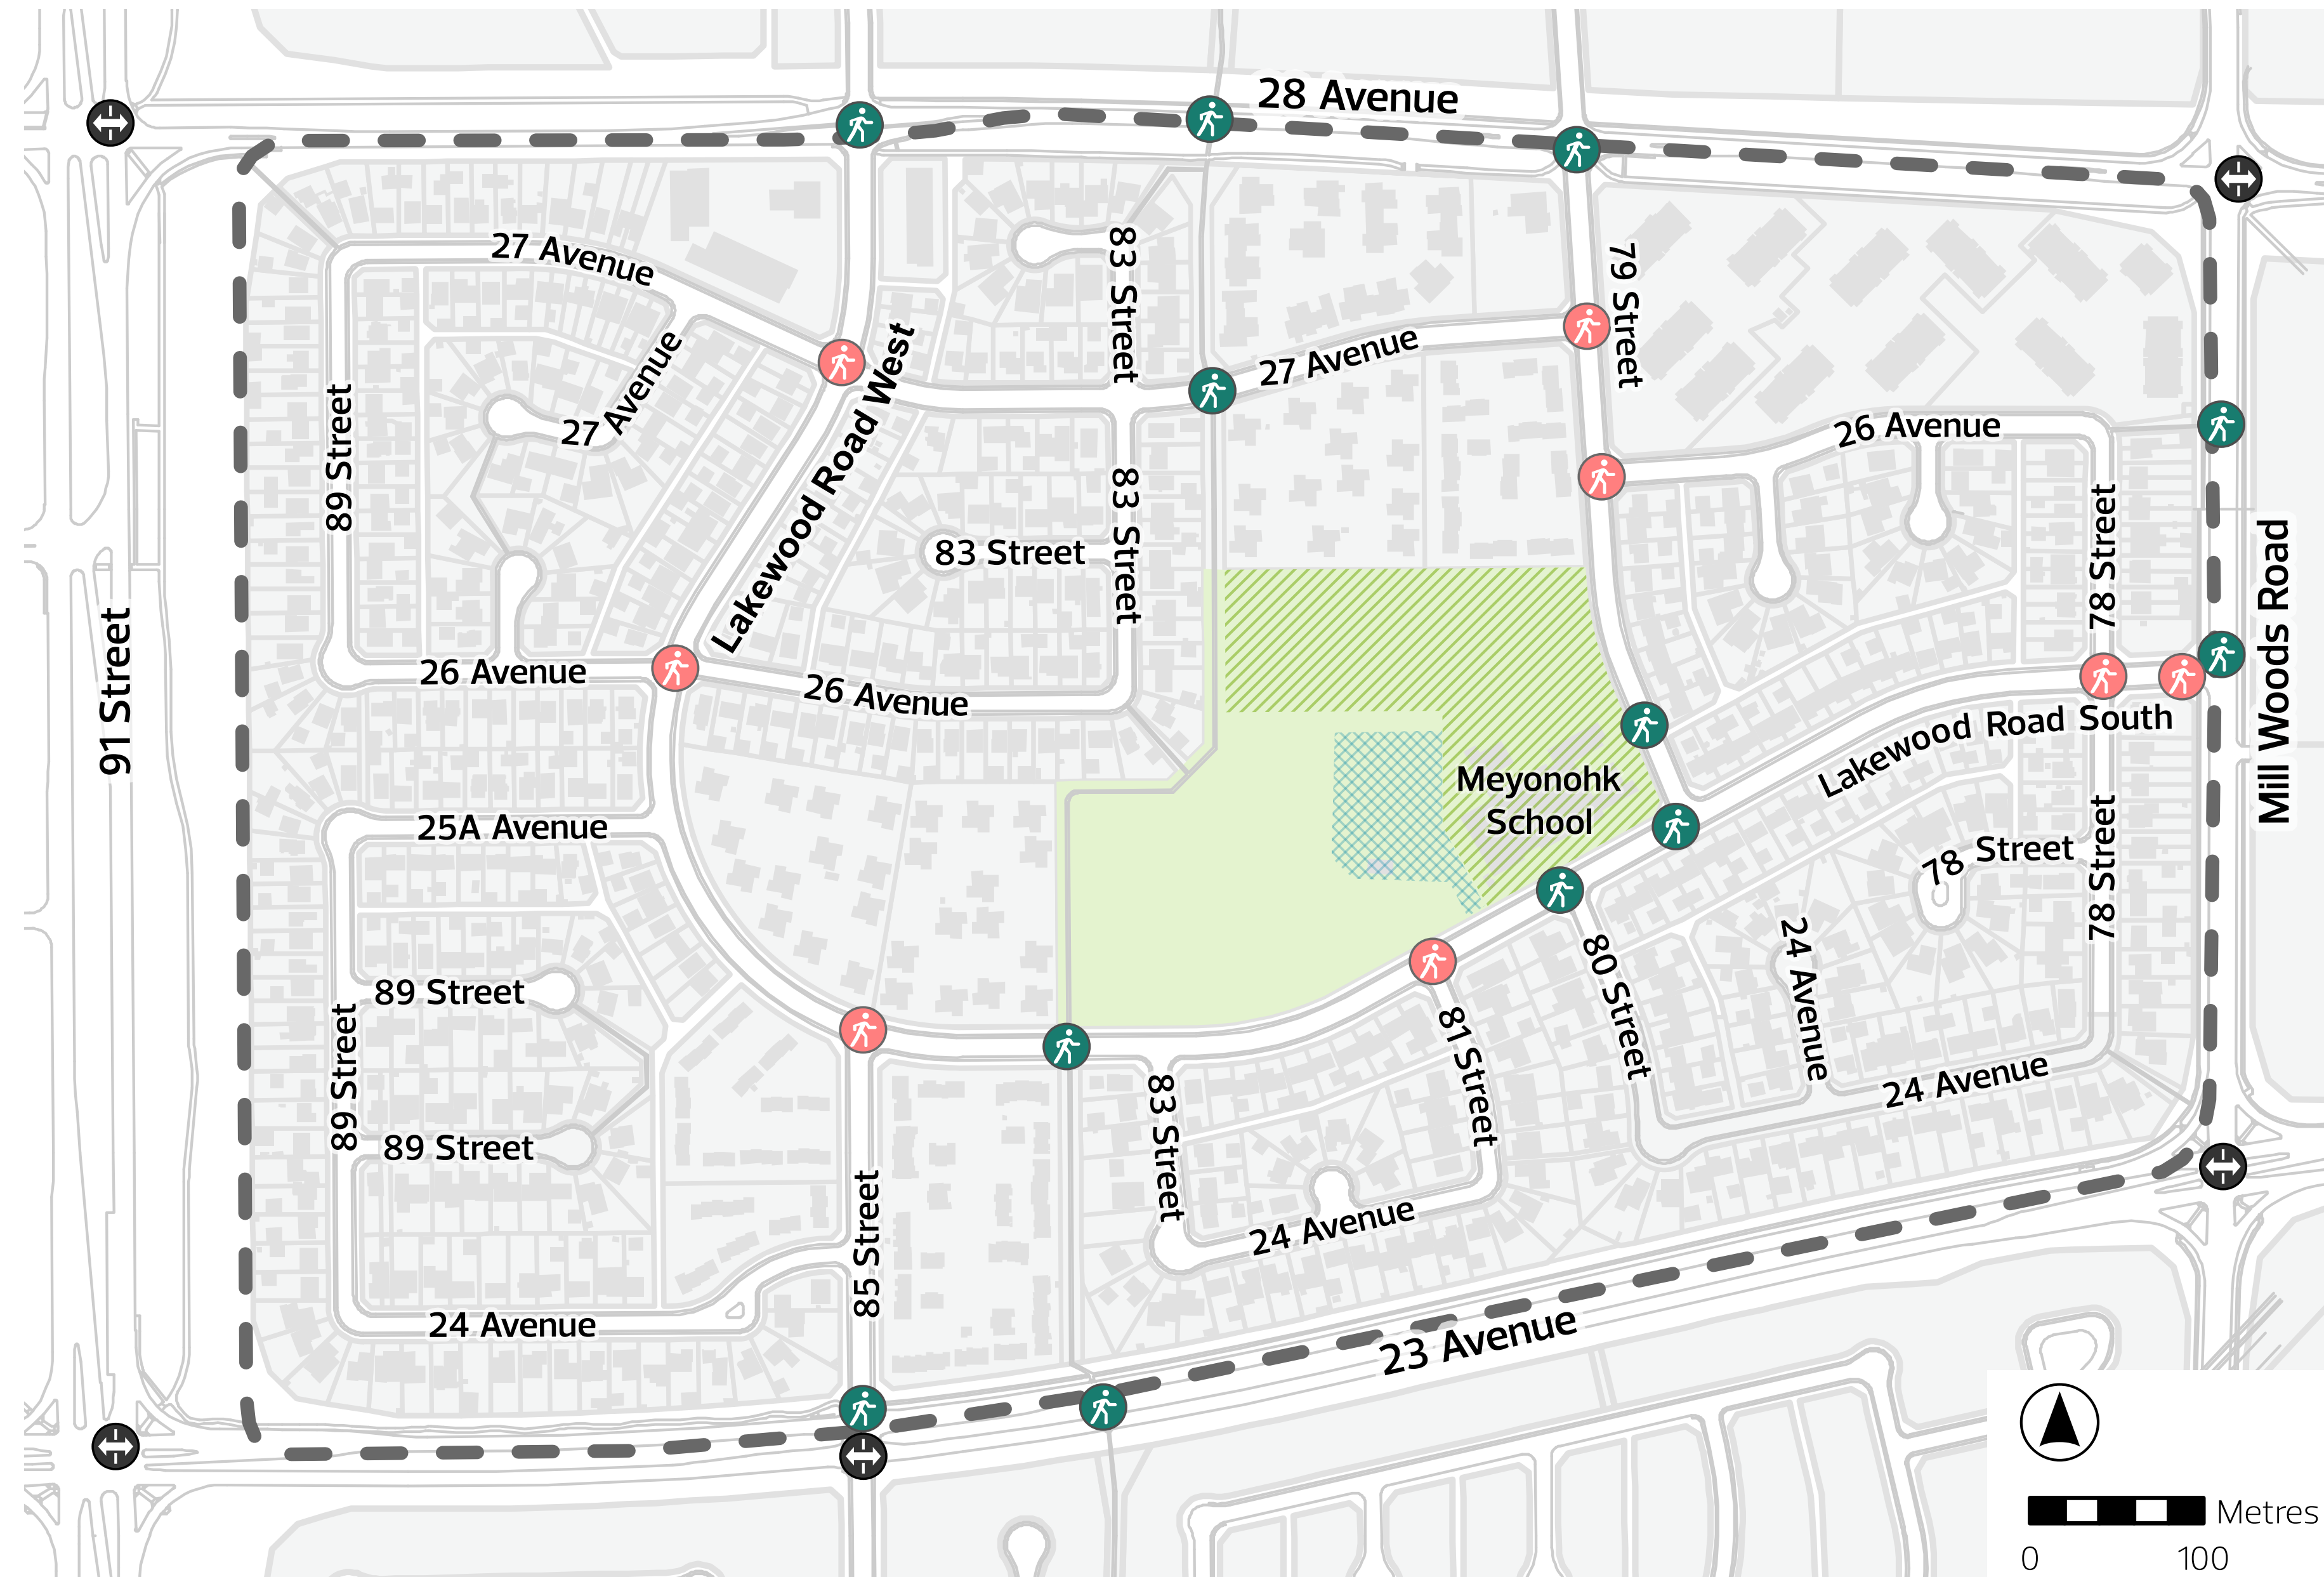 28 Avenue
27 Avenue
83 Street
79 Street
27 Avenue
27 Avenue
Lakewood Road West
89 Street
26 Avenue
83 Street
83 Street
78 Street
Mill Woods Road
91 Street
26 Avenue
26 Avenue
Lakewood Road South
Meyonohk
School
25A Avenue
78 Street
78 Street
24 Avenue
80 Street
89 Street
89 Street
81 Street
83 Street
24 Avenue
89 Street
85 Street
24 Avenue
24 Avenue
23 Avenue
Metres
0 100